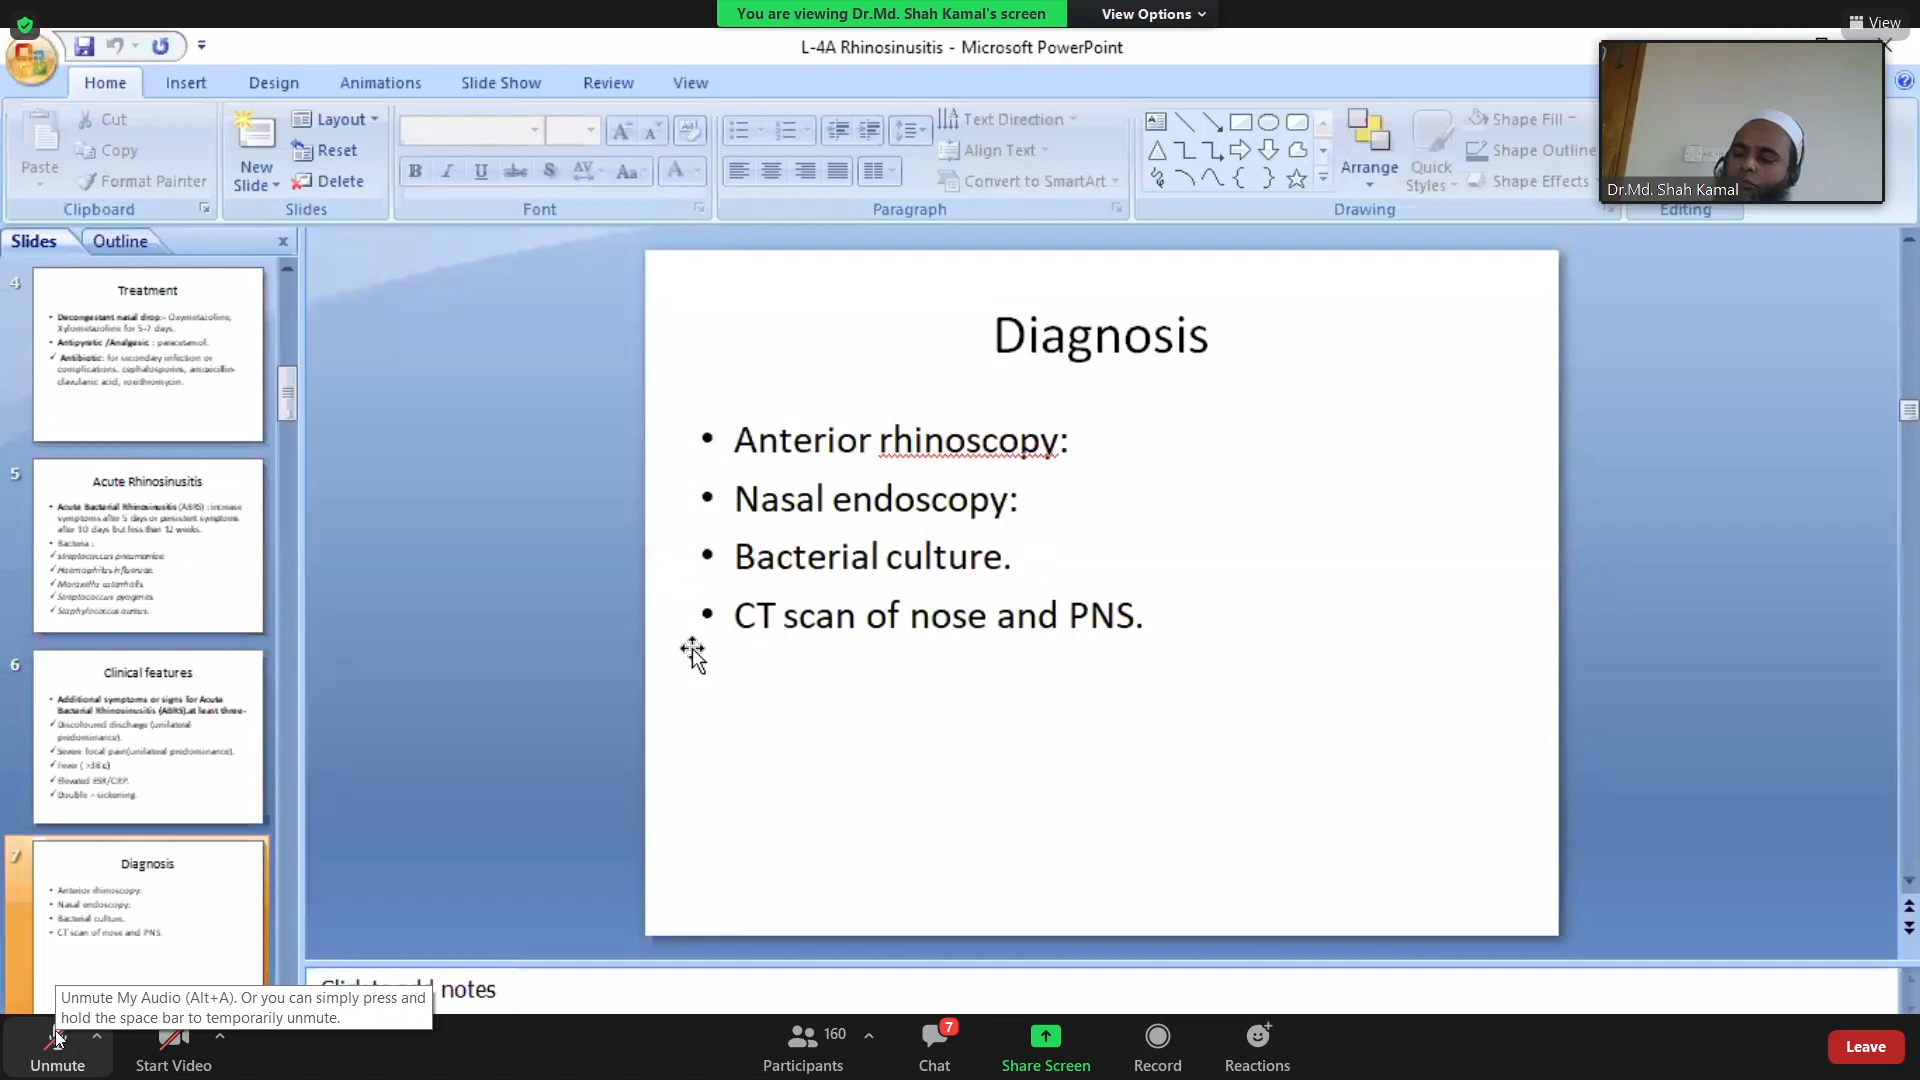 You are viewing Dr.Md. Shah Kamal's screen
View Options
View
L-4A Rhinosinusitis - Microsoft PowerPoint
Home
Insert
Design
Animations
Slide Show
Review
View
Paste
Cut
Copy
Format Painter
Clipboard
New
Slide
Layout
Reset
Delete
Slides
Font
Text Direction
Align Text
Convert to SmartArt
Paragraph
Arrange
Quick
Styles
Shape Fill
Shape Outline
Shape Effects
Drawing
Editing
Dr.Md. Shah Kamal
Slides
Outline
4
Treatment
• Decongestant nasal drop:- Oxymetazoline,
Xylometazoline for 5-7 days.
• Antipyretic /Analgesic : paracetamol.
✓ Antibiotic: for secondary infection or
complications. cephalosporins, amoxicillin-
clavulanic acid, roxithromycin.
5
Acute Rhinosinusitis
• Acute Bacterial Rhinosinusitis (ABRS) : increase
symptoms after 5 days or persistent symptoms
after 10 days but less than 12 weeks.
• Bacteria :
✓ streptococcus pneumoniae.
✓ Haemophilus influenzae.
✓ Moraxella catarrhalis.
✓ Streptococcus pyogenes.
✓ Staphylococcus aureus.
6
Clinical features
• Additional symptoms or signs for Acute
Bacterial Rhinosinusitis (ABRS).at least three-
✓ Discoloured discharge (unilateral
predominance).
✓ Severe local pain(unilateral predominance).
✓ Fever ( >38 c)
✓ Elevated ESR/CRP.
✓ Double – sickening.
7
Diagnosis
• Anterior rhinoscopy:
• Nasal endoscopy:
• Bacterial culture.
• CT scan of nose and PNS.
Diagnosis
• Anterior rhinoscopy:
• Nasal endoscopy:
• Bacterial culture.
• CT scan of nose and PNS.
notes
Unmute My Audio (Alt+A). Or you can simply press and
hold the space bar to temporarily unmute.
Unmute
Start Video
160
Participants
7
Chat
Share Screen
Record
Reactions
Leave